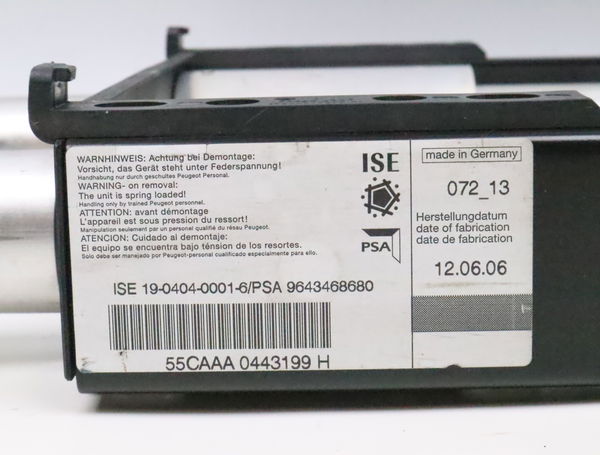 WARNHINWEIS: Achtung bei Demontage:
Vorsicht, das Gerät steht unter Federspannung!
Handhabung nur durch geschultes Peugeot Personal.
WARNING- on removal:
The unit is spring loaded!
Handling only by trained Peugeot personnel.
ATTENTION: avant démontage
L'appareil est sous pression du ressort!
Manipulation seulement par un personal qualifié du résau Peugeot.
ATENCION: Cuidado al demontaje:
El equipo se encuentra bajo ténsion de los resortes.
Solo debe ser manejado por Peugeot-personal cualificado especialmente para ello.
ISE
PSA
ISE 19-0404-0001-6/PSA 9643468680
55CAAA 0443199 H
made in Germany
072_13
Herstellungdatum
date of fabrication
date de fabrication
12.06.06